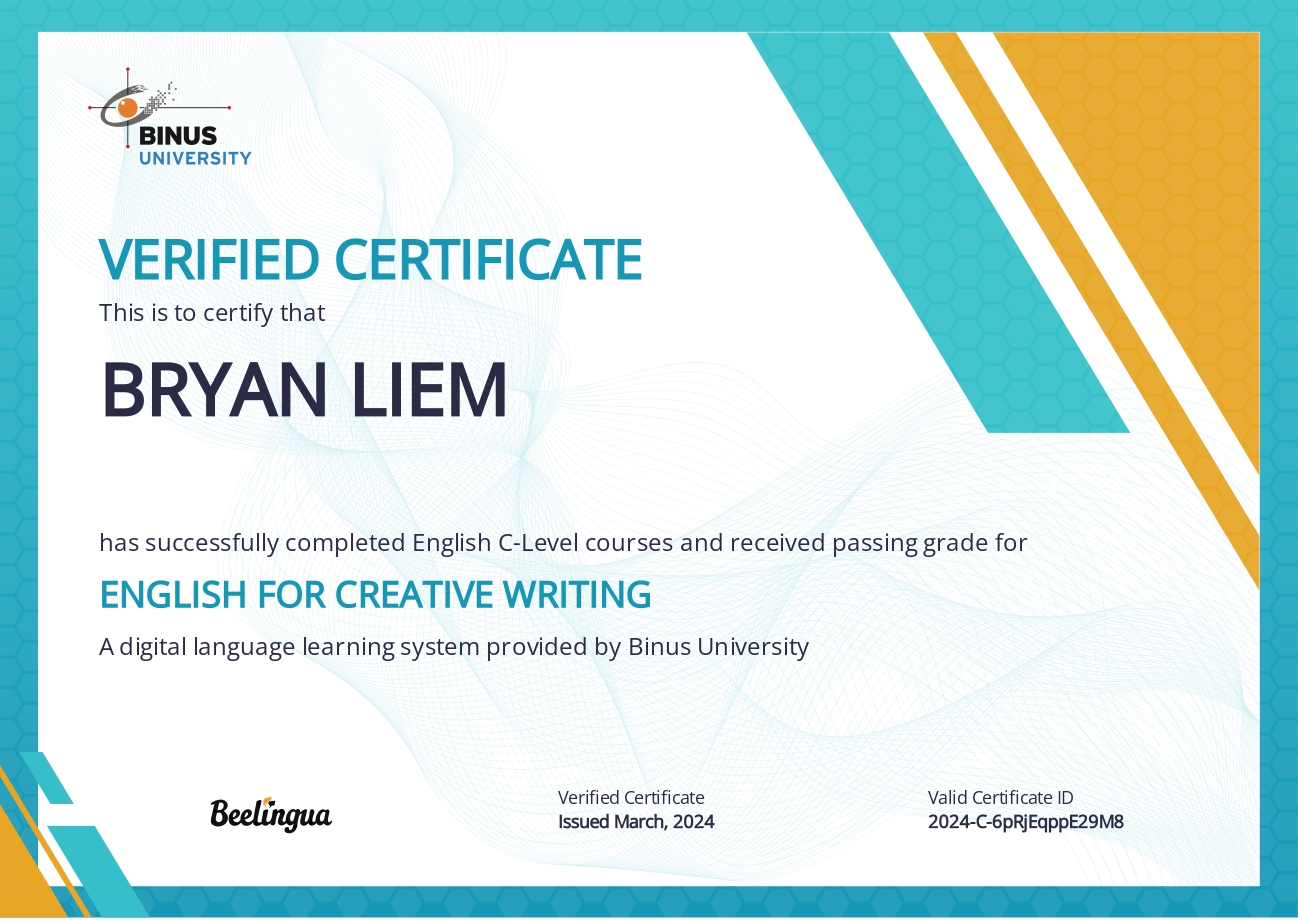 BINUS
UNIVERSITY
VERIFIED CERTIFICATE
This is to certify that
BRYAN LIEM
has successfully completed English C-Level courses and received passing grade for
ENGLISH FOR CREATIVE WRITING
A digital language learning system provided by Binus University
Beelingua
Verified Certificate
Issued March, 2024
Valid Certificate ID
2024-C-6pRjEqppE29M8